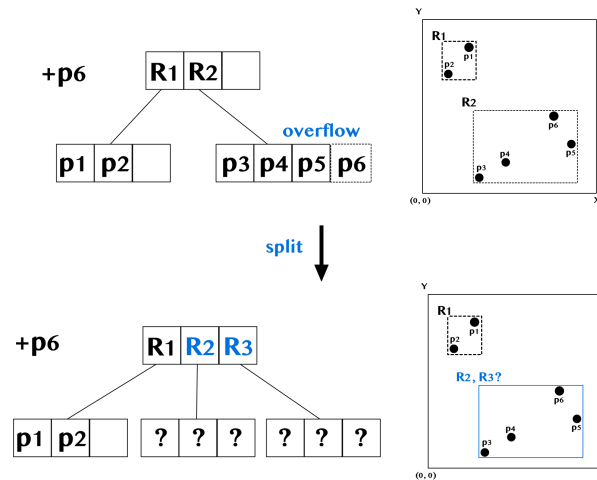 +p6
R1 R2
overflow
p1 p2
p3 p4 p5 p6
Y
R1
p1
p2
R2
p6
p5
p4
p3
(0, 0)
X
split
+p6
R1 R2 R3
p1 p2
? ? ?
? ? ?
Y
R1
p1
p2
R2, R3?
p6
p5
p4
p3
(0, 0)